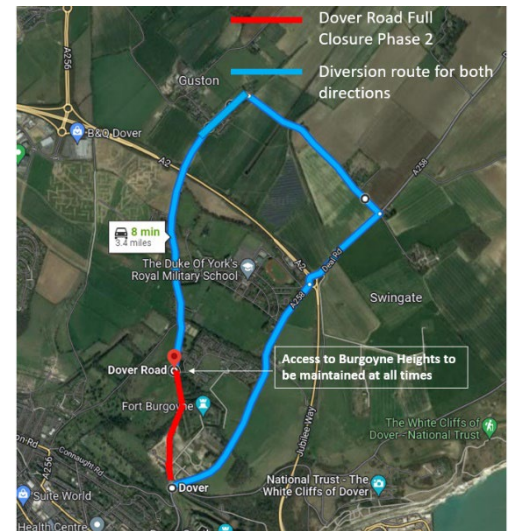 Dover Road Full
Closure Phase 2
Diversion route for both
directions
A256
Guston
B&Q Dover
A2
A258
8 min
3.4 miles
The Duke Of York's
Royal Military School
A2
Deal Rd
A258
Swingate
Dover Road
Access to Burgoyne Heights to
be maintained at all times
Fort Burgoyne
Jubilee Way
The White Cliffs of
Dover - National Trust
on Rd
Connaught Rd
A256
Dover
National Trust - The
White Cliffs of Dover
Suite World
Health Centre